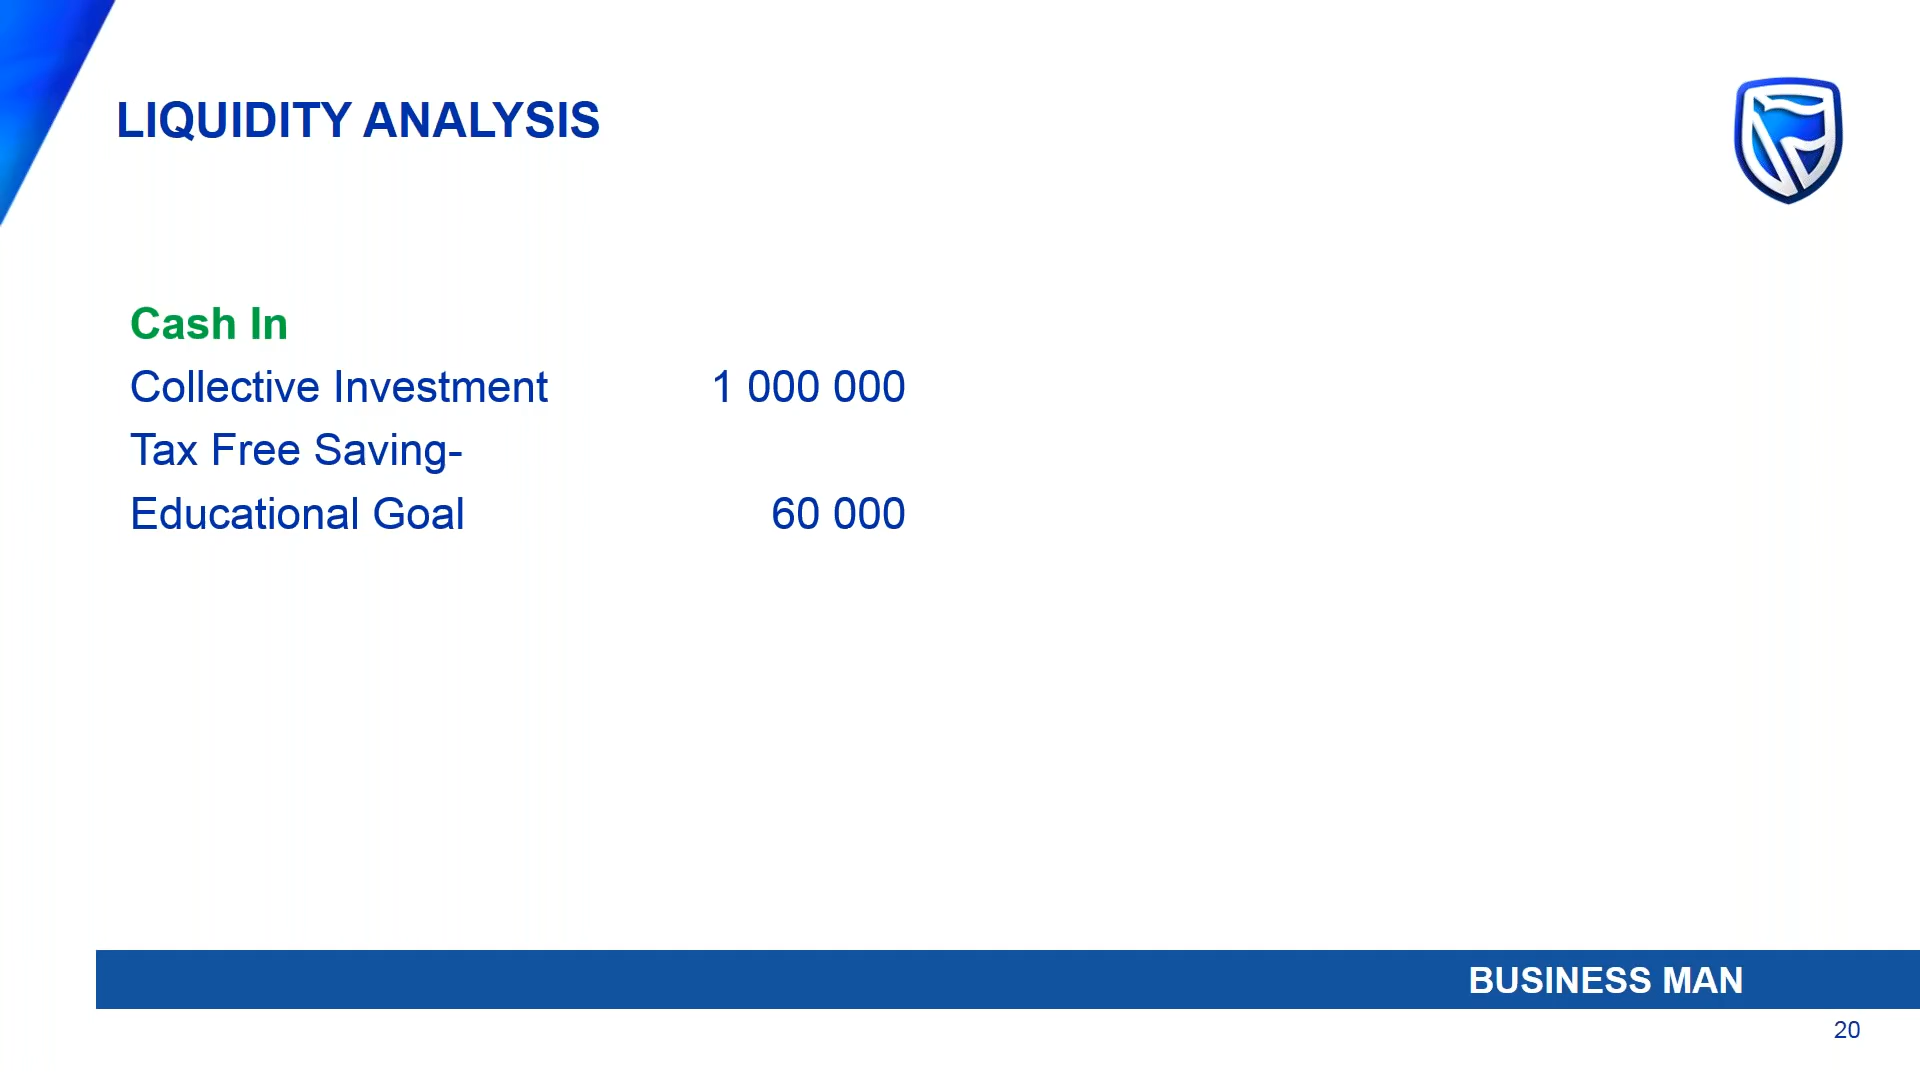 LIQUIDITY ANALYSIS
Cash In
Collective Investment 1 000 000
Tax Free Saving-
Educational Goal 60 000
BUSINESS MAN
20